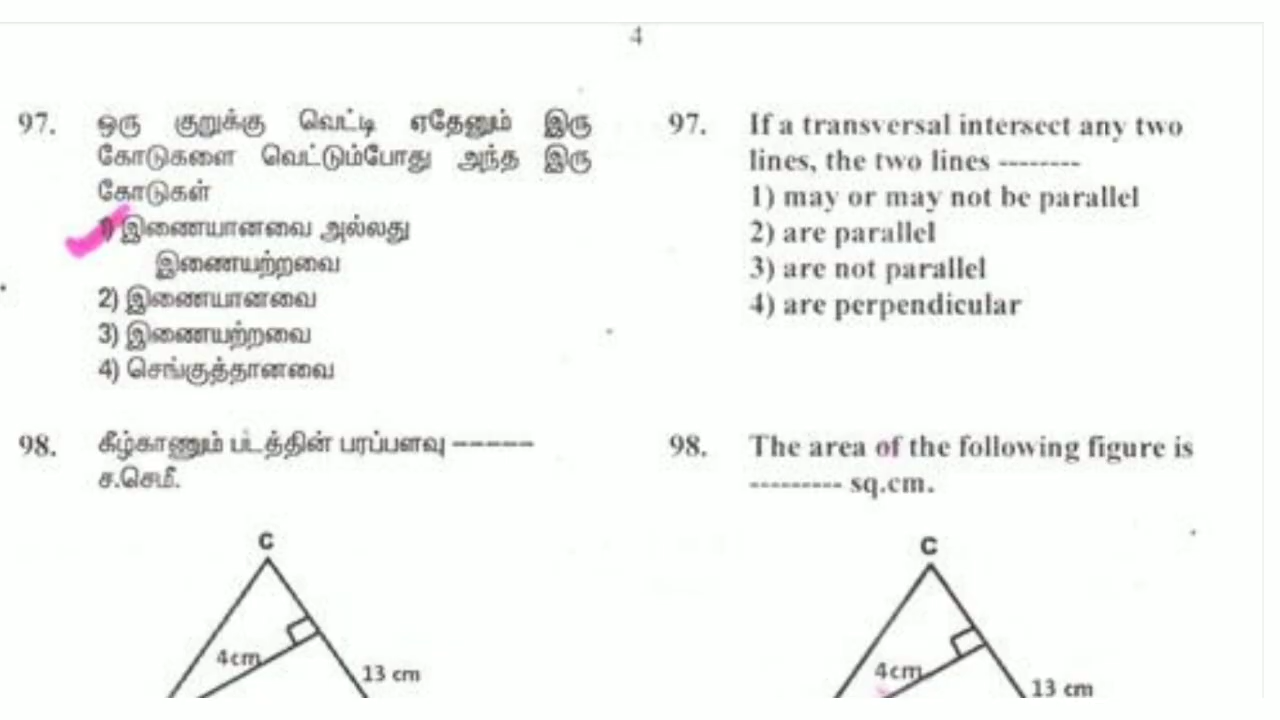 4
97. ஒரு குறுக்கு வெட்டி ஏதேனும் இரு
கோடுகளை வெட்டும்போது அந்த இரு
கோடுகள்
1) இணையானவை அல்லது
இணையற்றவை
2) இணையானவை
3) இணையற்றவை
4) செங்குத்தானவை
98. கீழ்காணும் படத்தின் பரப்பளவு ------
ச.செமீ.
C
4cm
13 cm
97. If a transversal intersect any two
lines, the two lines --------
1) may or may not be parallel
2) are parallel
3) are not parallel
4) are perpendicular
98. The area of the following figure is
--------- sq.cm.
C
4cm
13 cm